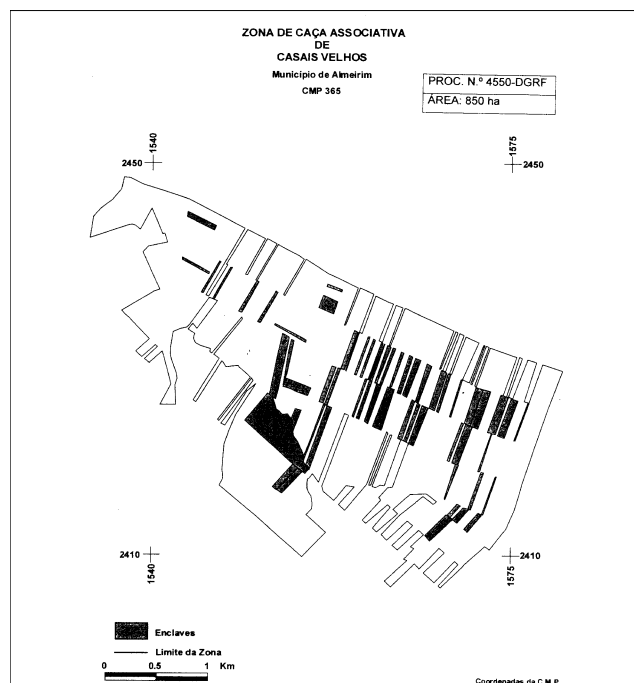 ZONA DE CAÇA ASSOCIATIVA
DE
CASAIS VELHOS
Município de Almeirim
CMP 365
PROC. N.º 4550-DGRF
ÁREA: 850 ha
1540
2450
1575
2450
2410
1540
2410
1575
Enclaves
Limite da Zona
0 0.5 1 Km
Coordenadas da C.M.P.